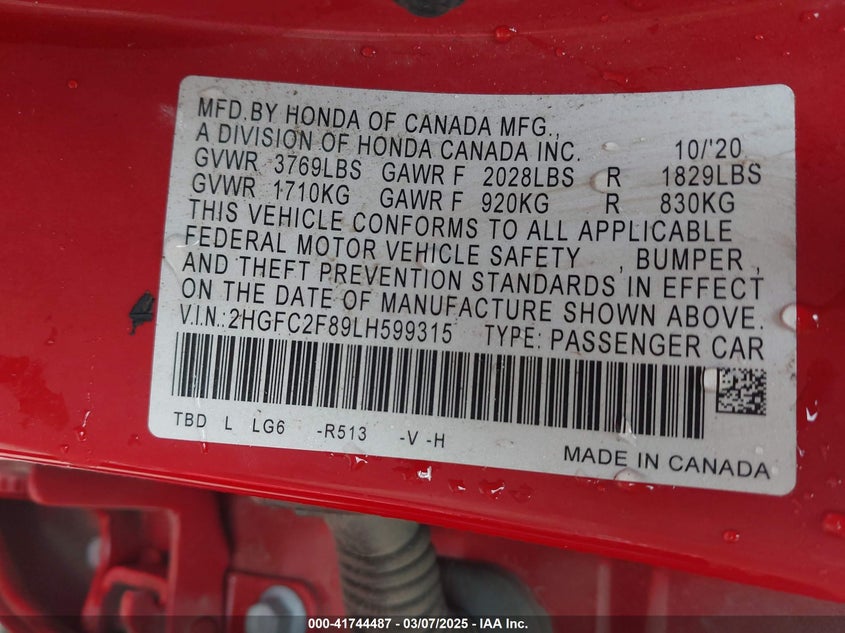 MFD.BY HONDA OF CANADA MFG.,
A DIVISION OF HONDA CANADA INC. 10/'20
GVWR 3769LBS GAWR F 2028LBS R 1829LBS
GVWR 1710KG GAWR F 920KG R 830KG
THIS VEHICLE CONFORMS TO ALL APPLICABLE
FEDERAL MOTOR VEHICLE SAFETY , BUMPER ,
AND THEFT PREVENTION STANDARDS IN EFFECT
ON THE DATE OF MANUFACTURE SHOWN ABOVE.
V.I.N.:2HGFC2F89LH599315 TYPE: PASSENGER CAR
TBD L LG6 -R513 -V -H
MADE IN CANADA
000-41744487 - 03/07/2025 - IAA Inc.